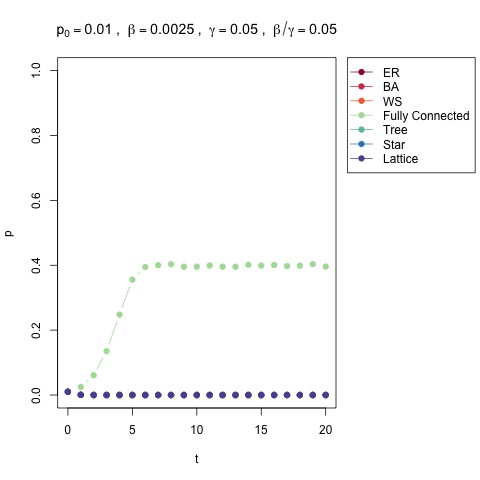 p₀ = 0.01 , β = 0.0025 , γ = 0.05 , β/γ = 0.05
ER
BA
WS
Fully Connected
Tree
Star
Lattice
1.0
0.8
0.6
0.4
0.2
0.0
p
0 5 10 15 20
t